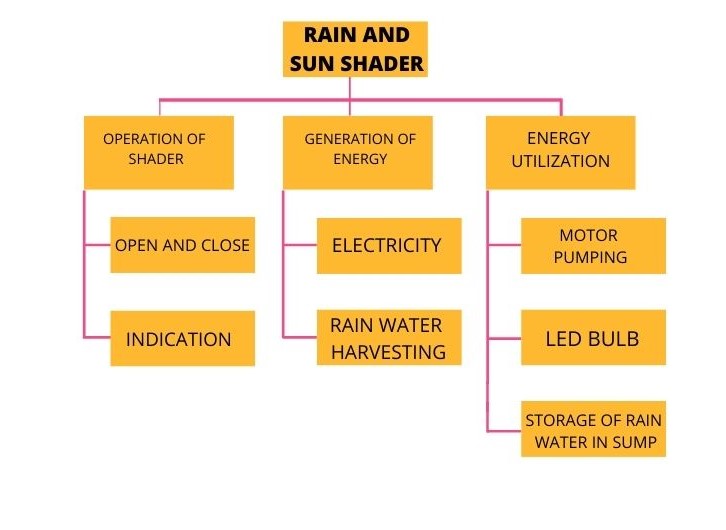 RAIN AND
SUN SHADER
OPERATION OF
SHADER
GENERATION OF
ENERGY
ENERGY
UTILIZATION
OPEN AND CLOSE
ELECTRICITY
MOTOR
PUMPING
INDICATION
RAIN WATER
HARVESTING
LED BULB
STORAGE OF RAIN
WATER IN SUMP